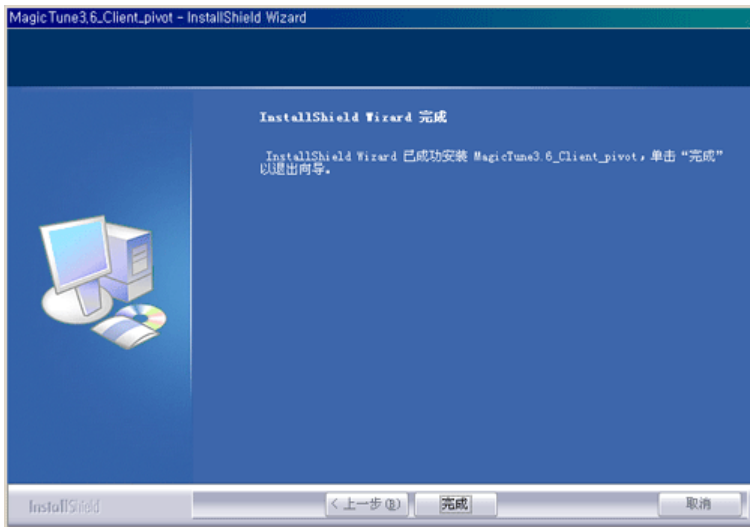 MagicTune3,6_Client_pivot - InstallShield Wizard
InstallShield Wizard 完成
InstallShield Wizard 已成功安装 MagicTune3.6_Client_pivot，单击“完成”
以退出向导。
InstallShield
< 上一步(B)
完成
取消